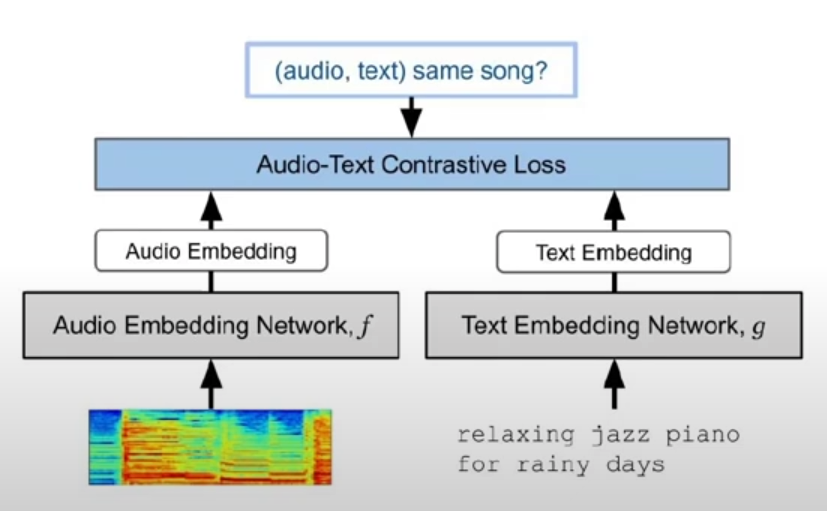 (audio, text) same song?
Audio-Text Contrastive Loss
Audio Embedding
Text Embedding
Audio Embedding Network, f
Text Embedding Network, g
relaxing jazz piano
for rainy days